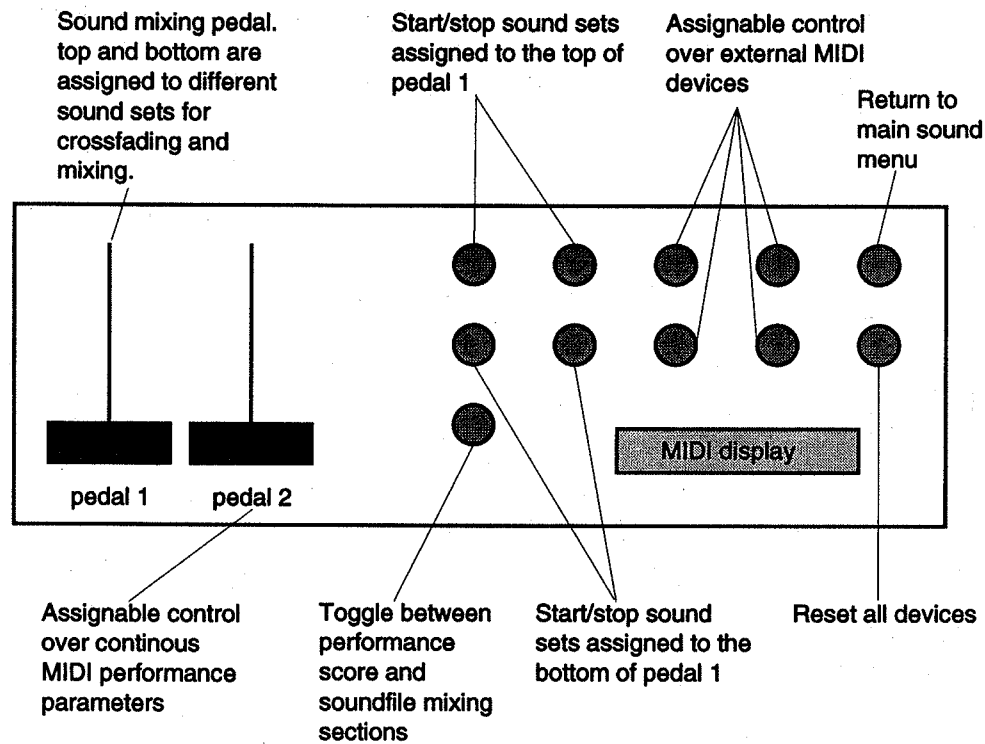 Sound mixing pedal.
top and bottom are
assigned to different
sound sets for
crossfading and
mixing.
Start/stop sound sets
assigned to the top of
pedal 1
Assignable control
over external MIDI
devices
Return to
main sound
menu
MIDI display
pedal 1
pedal 2
Assignable control
over continous
MIDI performance
parameters
Toggle between
performance
score and
soundfile mixing
sections
Start/stop sound
sets assigned to the
bottom of pedal 1
Reset all devices